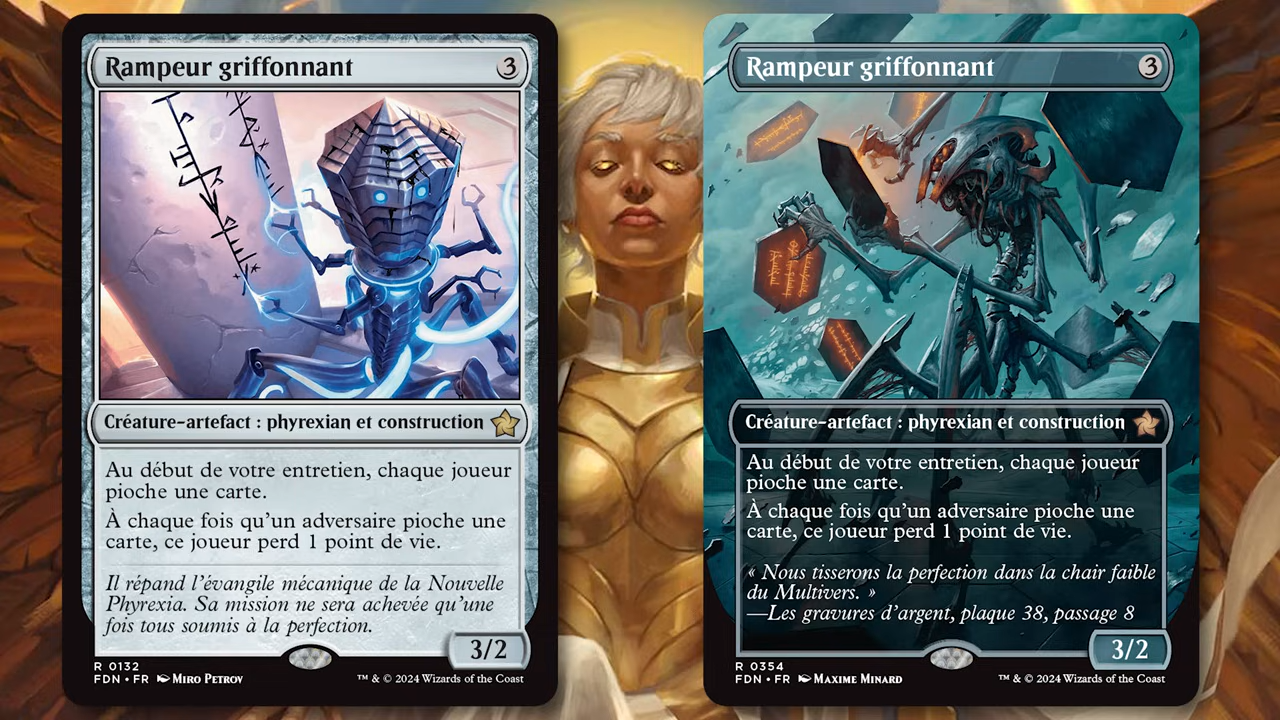 Rampeur griffonnant 3
Créature-artefact : phyrexian et construction
Au début de votre entretien, chaque joueur
pioche une carte.
À chaque fois qu'un adversaire pioche une
carte, ce joueur perd 1 point de vie.
Il répand l'évangile mécanique de la Nouvelle
Phyrexia. Sa mission ne sera achevée qu'une
fois tous soumis à la perfection.
3/2
R 0132
FDN • FR Miro Petrov
™ & © 2024 Wizards of the Coast
Rampeur griffonnant 3
Créature-artefact : phyrexian et construction
Au début de votre entretien, chaque joueur
pioche une carte.
À chaque fois qu'un adversaire pioche une
carte, ce joueur perd 1 point de vie.
« Nous tisserons la perfection dans la chair faible
du Multivers. »
—Les gravures d'argent, plaque 38, passage 8
3/2
R 0354
FDN • FR Maxime Minard
™ & © 2024 Wizards of the Coast